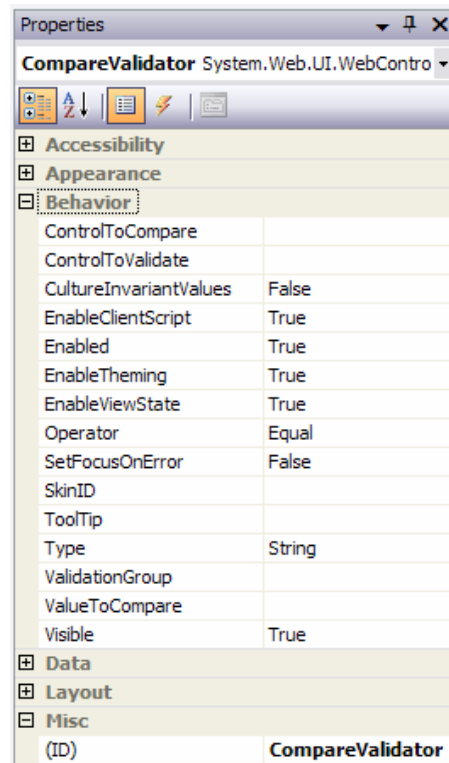 Properties
CompareValidator System.Web.UI.WebContro
A
Z
Accessibility
Appearance
Behavior
ControlToCompare
ControlToValidate
CultureInvariantValues False
EnableClientScript True
Enabled True
EnableTheming True
EnableViewState True
Operator Equal
SetFocusOnError False
SkinID
ToolTip
Type String
ValidationGroup
ValueToCompare
Visible True
Data
Layout
Misc
(ID) CompareValidator